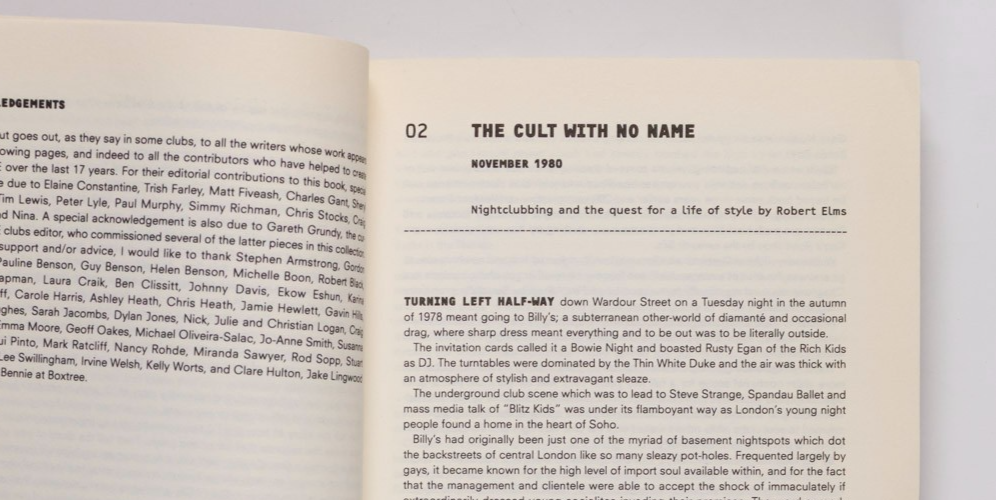 EDGEMENTS
ut goes out, as they say in some clubs, to all the writers whose work
owing pages, and indeed to all the contributors who have helped to
over the last 17 years. For their editorial contributions to this book,
due to Elaine Constantine, Trish Farley, Matt Fiveash, Charles Gant,
im Lewis, Peter Lyle, Paul Murphy, Simmy Richman, Chris Stocks,
d Nina. A special acknowledgement is also due to Gareth Grundy, the
clubs editor, who commissioned several of the latter pieces in this collection
support and/or advice, I would like to thank Stephen Armstrong,
Pauline Benson, Guy Benson, Helen Benson, Michelle Boon, Robert
apman, Laura Craik, Ben Clissitt, Johnny Davis, Ekow Eshun,
ff, Carole Harris, Ashley Heath, Chris Heath, Jamie Hewlett, Gavin
ghes, Sarah Jacombs, Dylan Jones, Nick, Julie and Christian Logan,
mma Moore, Geoff Oakes, Michael Oliveira-Salac, Jo-Anne Smith,
ui Pinto, Mark Ratcliff, Nancy Rohde, Miranda Sawyer, Rod Sopp,
Lee Swillingham, Irvine Welsh, Kelly Worts, and Clare Hulton, Jake Lingwood
Bennie at Boxtree.
02 THE CULT WITH NO NAME
NOVEMBER 1980
Nightclubbing and the quest for a life of style by Robert Elms
TURNING LEFT HALF-WAY down Wardour Street on a Tuesday night in the autumn
of 1978 meant going to Billy's; a subterranean other-world of diamanté and occasional
drag, where sharp dress meant everything and to be out was to be literally outside.
The invitation cards called it a Bowie Night and boasted Rusty Egan of the Rich Kids
as DJ. The turntables were dominated by the Thin White Duke and the air was thick with
an atmosphere of stylish and extravagant sleaze.
The underground club scene which was to lead to Steve Strange, Spandau Ballet and
mass media talk of "Blitz Kids" was under its flamboyant way as London's young night
people found a home in the heart of Soho.
Billy's had originally been just one of the myriad of basement nightspots which dot
the backstreets of central London like so many sleazy pot-holes. Frequented largely by
gays, it became known for the high level of import soul available within, and for the fact
that the management and clientele were able to accept the shock of immaculately if